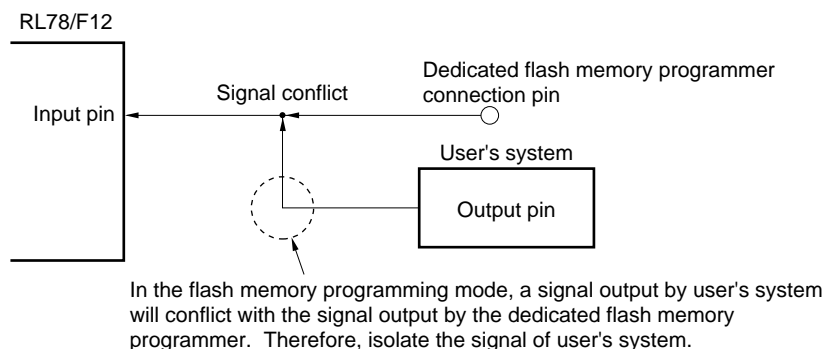 RL78/F12
Dedicated flash memory programmer
connection pin
Signal conflict
Input pin
User's system
Output pin
In the flash memory programming mode, a signal output by user's system
will conflict with the signal output by the dedicated flash memory
programmer.  Therefore, isolate the signal of user's system.